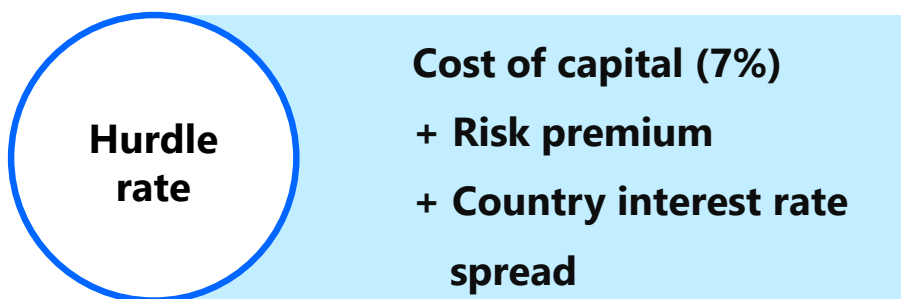 Hurdle
rate
Cost of capital (7%)
+ Risk premium
+ Country interest rate
spread